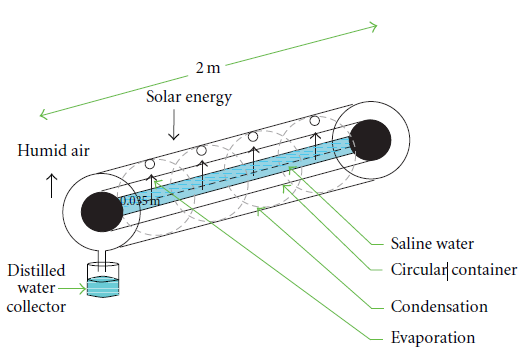 2 m
Solar energy
Humid air
0.035 m
Saline water
Circular container
Condensation
Evaporation
Distilled
water
collector